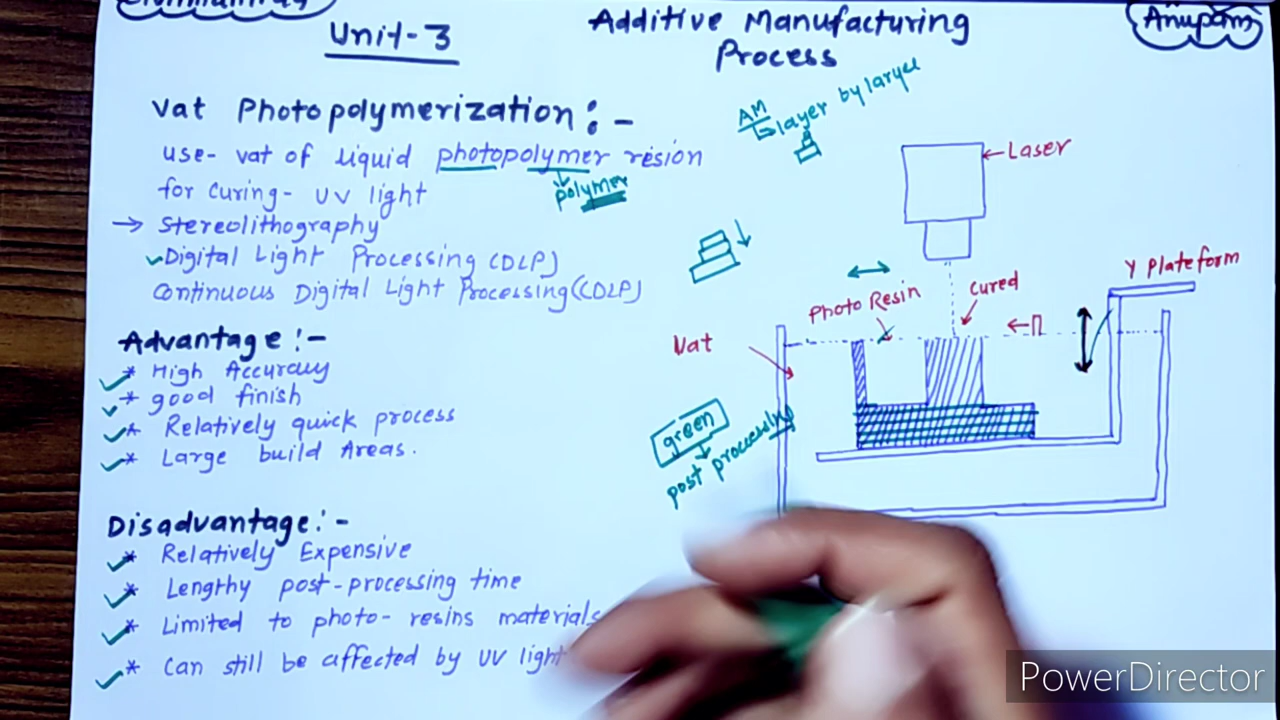 Unit-3
Additive Manufacturing
Process
Anupam
Vat Photopolymerization:-
use- vat of liquid photopolymer resion
for curing- UV light
polymer
→ Stereolithography
Digital Light Processing (DLP)
Continuous Digital Light Processing (CDLP)
AM
layer by laryer
Laser
Y plateform
Photo Resin
Cured
Vat
Advantage:-
* High Accuracy
* good finish
* Relatively quick process
* Large build Areas.
green
post processing
Disadvantage:-
* Relatively Expensive
* Lengthy post-processing time
* Limited to photo-resins materials
* Can still be affected by UV light
PowerDirector